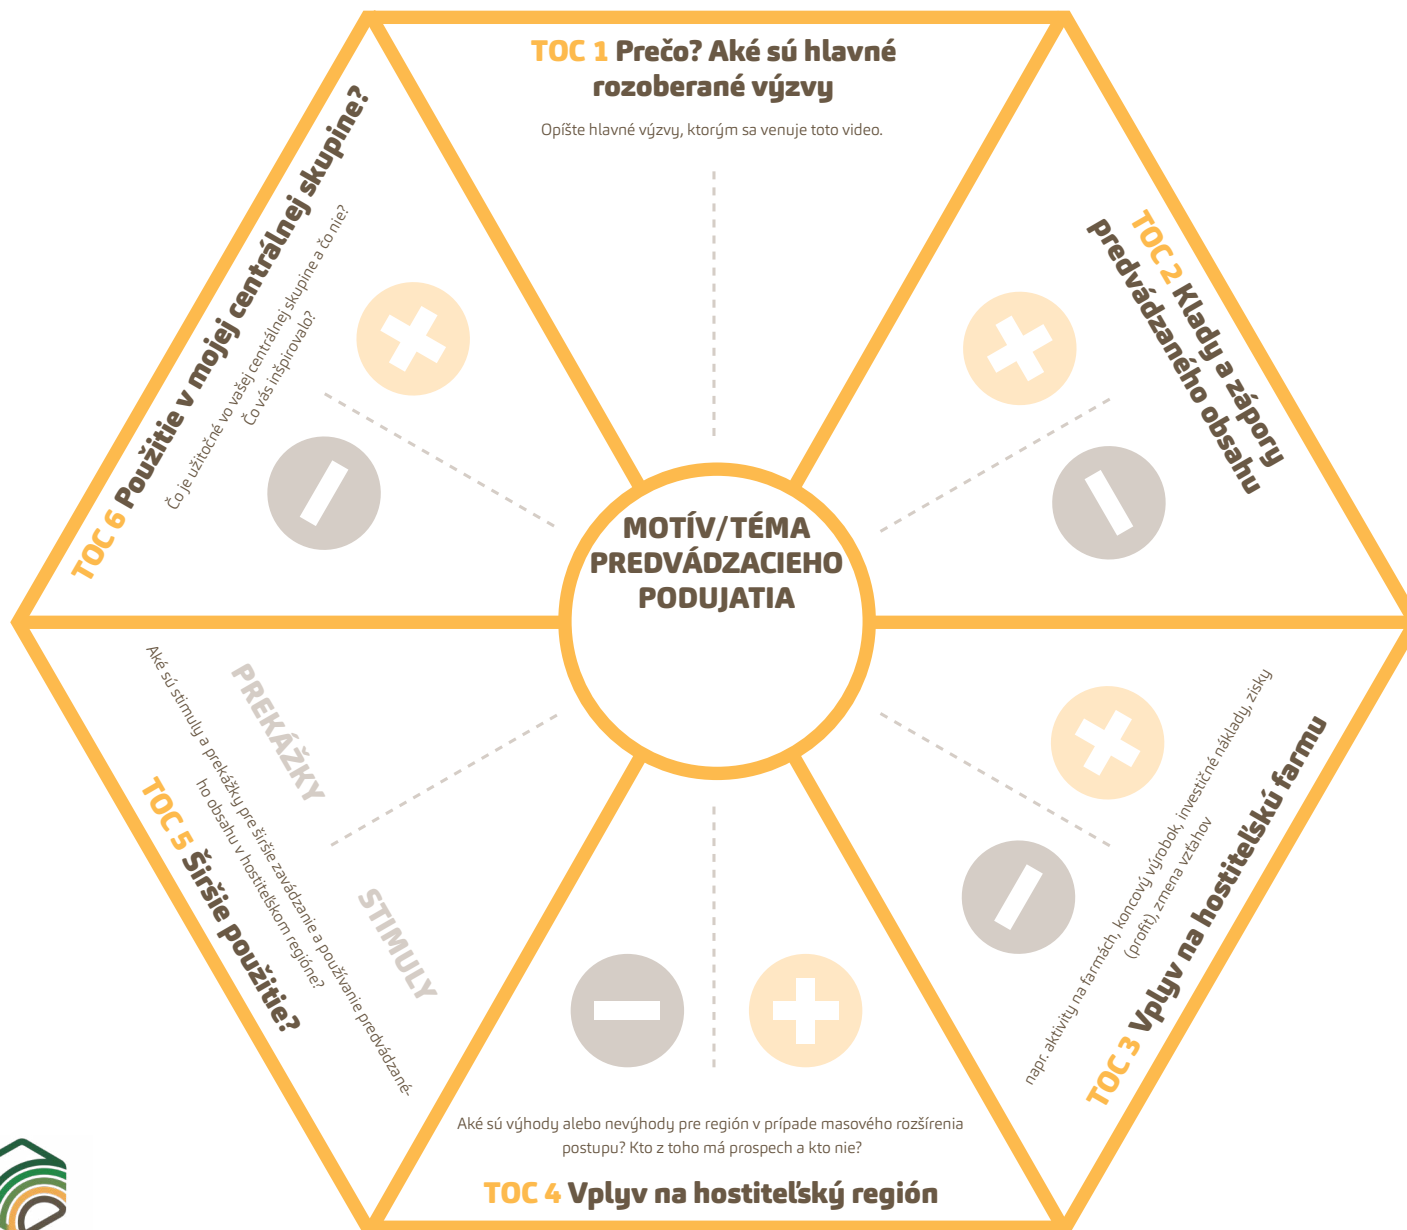 TOC 1 Prečo? Aké sú hlavné
rozoberané výzvy
Opíšte hlavné výzvy, ktorým sa venuje toto video.
TOC 2 Klady a zápory
predvádzaného obsahu
napr. aktivity na farmách, koncový výrobok, investičné náklady, zisky
(profit), zmena vzťahov
TOC 3 Vplyv na hostiteľskú farmu
Aké sú výhody alebo nevýhody pre región v prípade masového rozšírenia
postupu? Kto z toho má prospech a kto nie?
TOC 4 Vplyv na hostiteľský región
PREKÁŽKY
STIMULY
Aké sú stimuly a prekážky pre širšie zavádzanie a používanie predvádzané-
ho obsahu v hostiteľskom regióne?
TOC 5 Širšie použitie?
TOC 6 Použitie v mojej centrálnej skupine?
Čo je užitočné vo vašej centrálnej skupine a čo nie?
Čo vás inšpirovalo?
MOTÍV/TÉMA
PREDVÁDZACIEHO
PODUJATIA